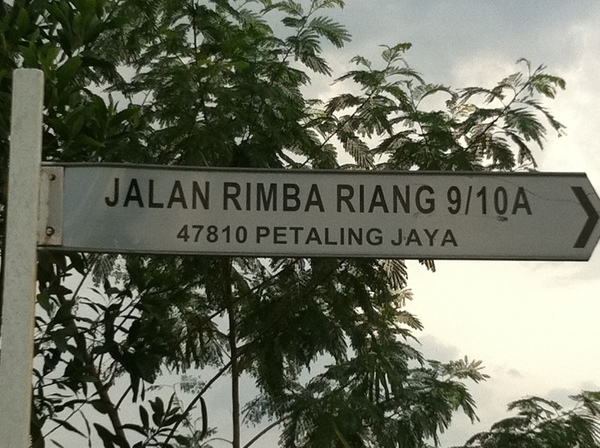 JALAN RIMBA RIANG 9/10A
47810 PETALING JAYA